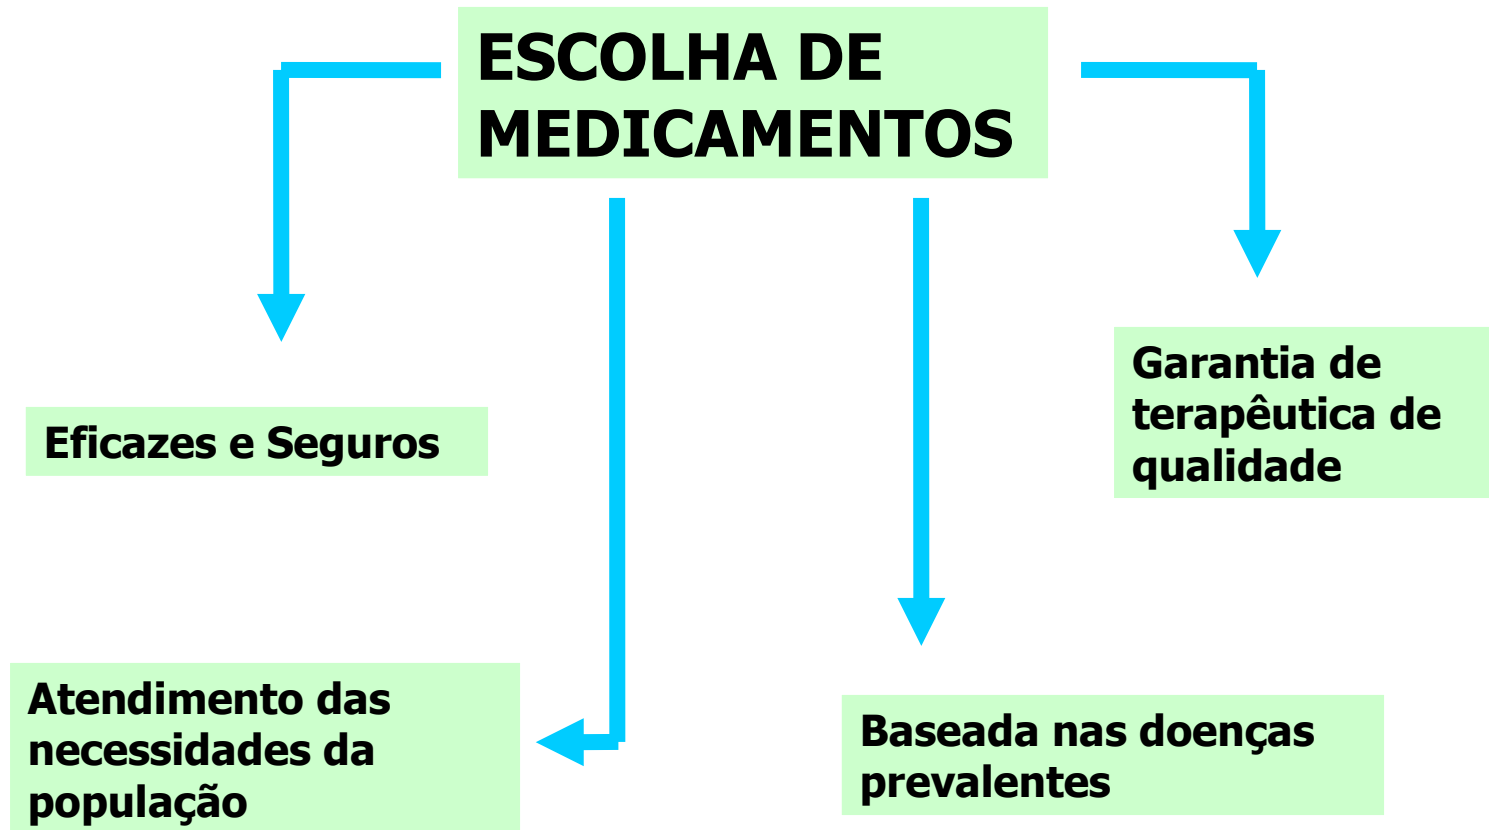 ESCOLHA DE
MEDICAMENTOS
Garantia de
terapêutica de
qualidade
Eficazes e Seguros
Atendimento das
necessidades da
população
Baseada nas doenças
prevalentes